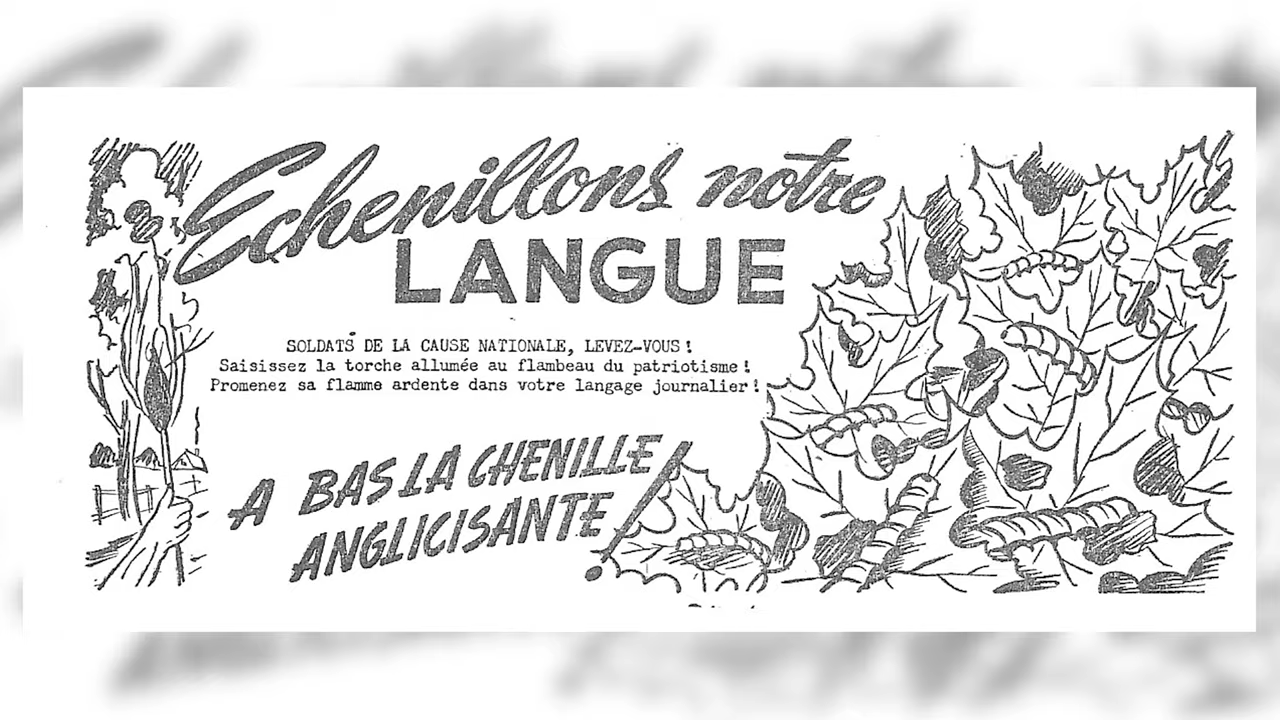 Echenillons notre
LANGUE
SOLDATS DE LA CAUSE NATIONALE, LEVEZ-VOUS !
Saisissez la torche allumée au flambeau du patriotisme !
Promenez sa flamme ardente dans votre langage journalier !
A BAS LA CHENILLE
ANGLICISANTE !